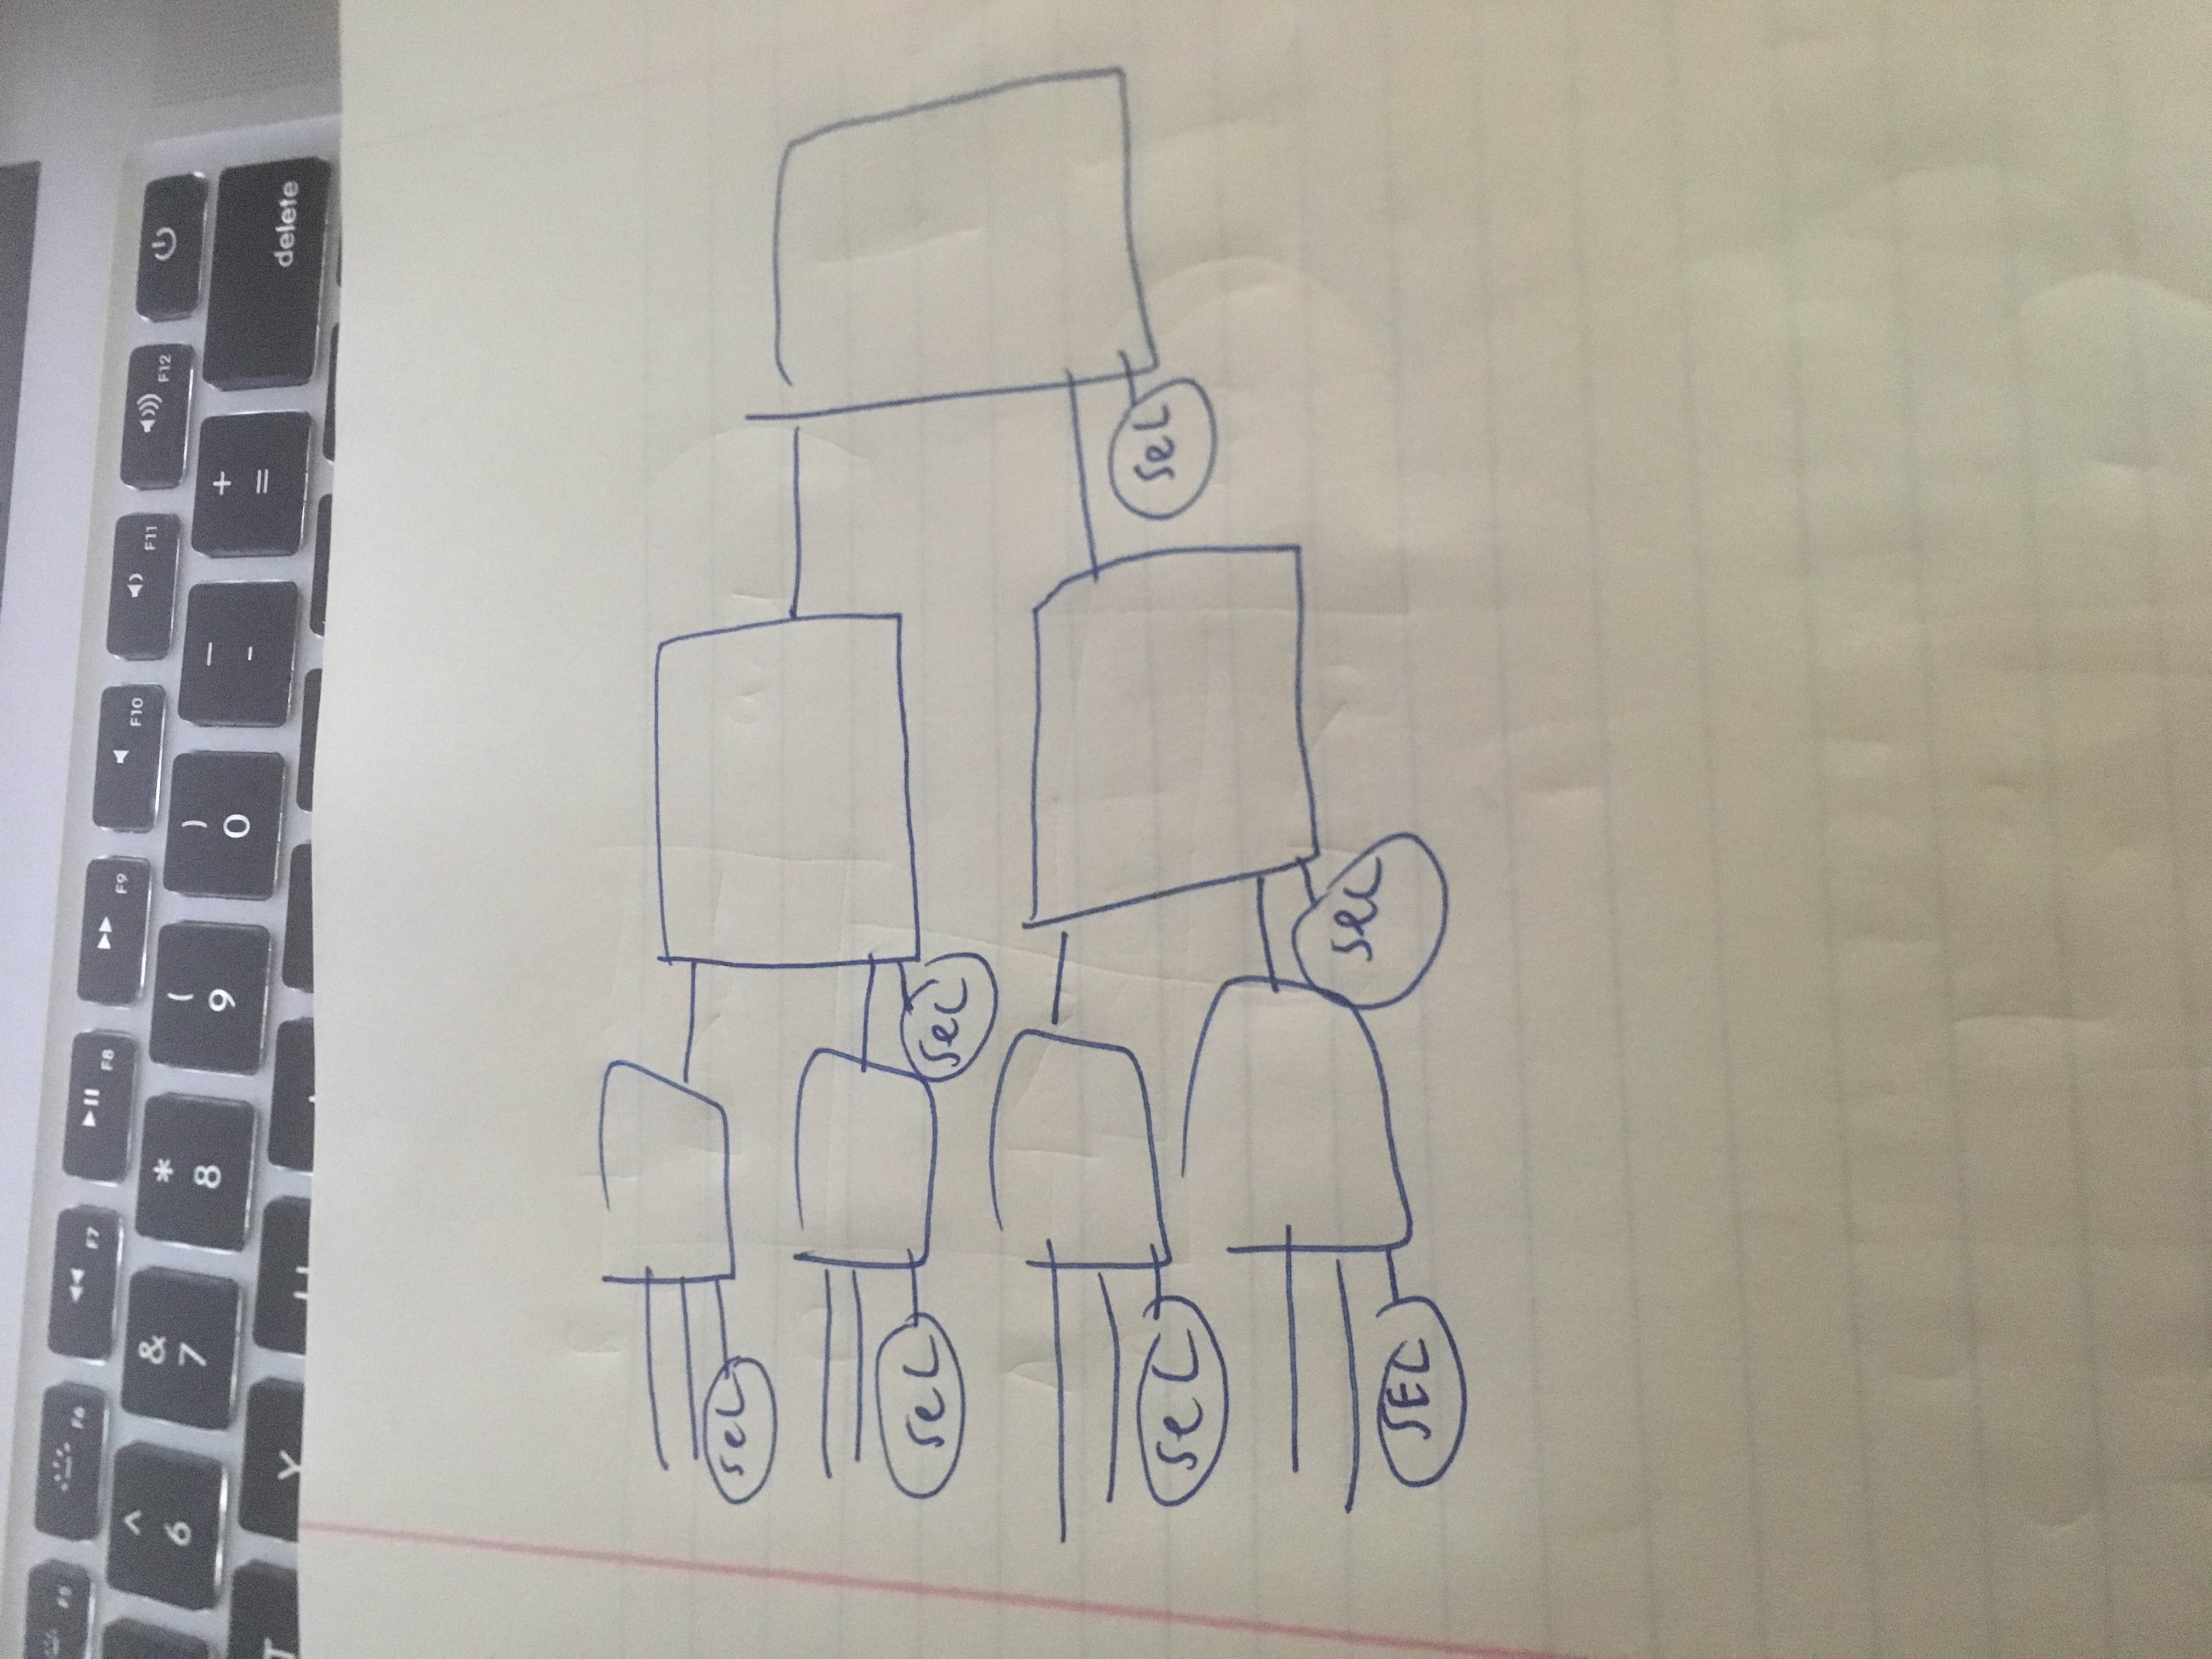 F5 F6 F7 F8 F9 F10 F11 F12
^ & * ( ) — +
6 7 8 9 0 - =
delete
T Y U
sel
sel
sel
sel
sel
SEL
sel